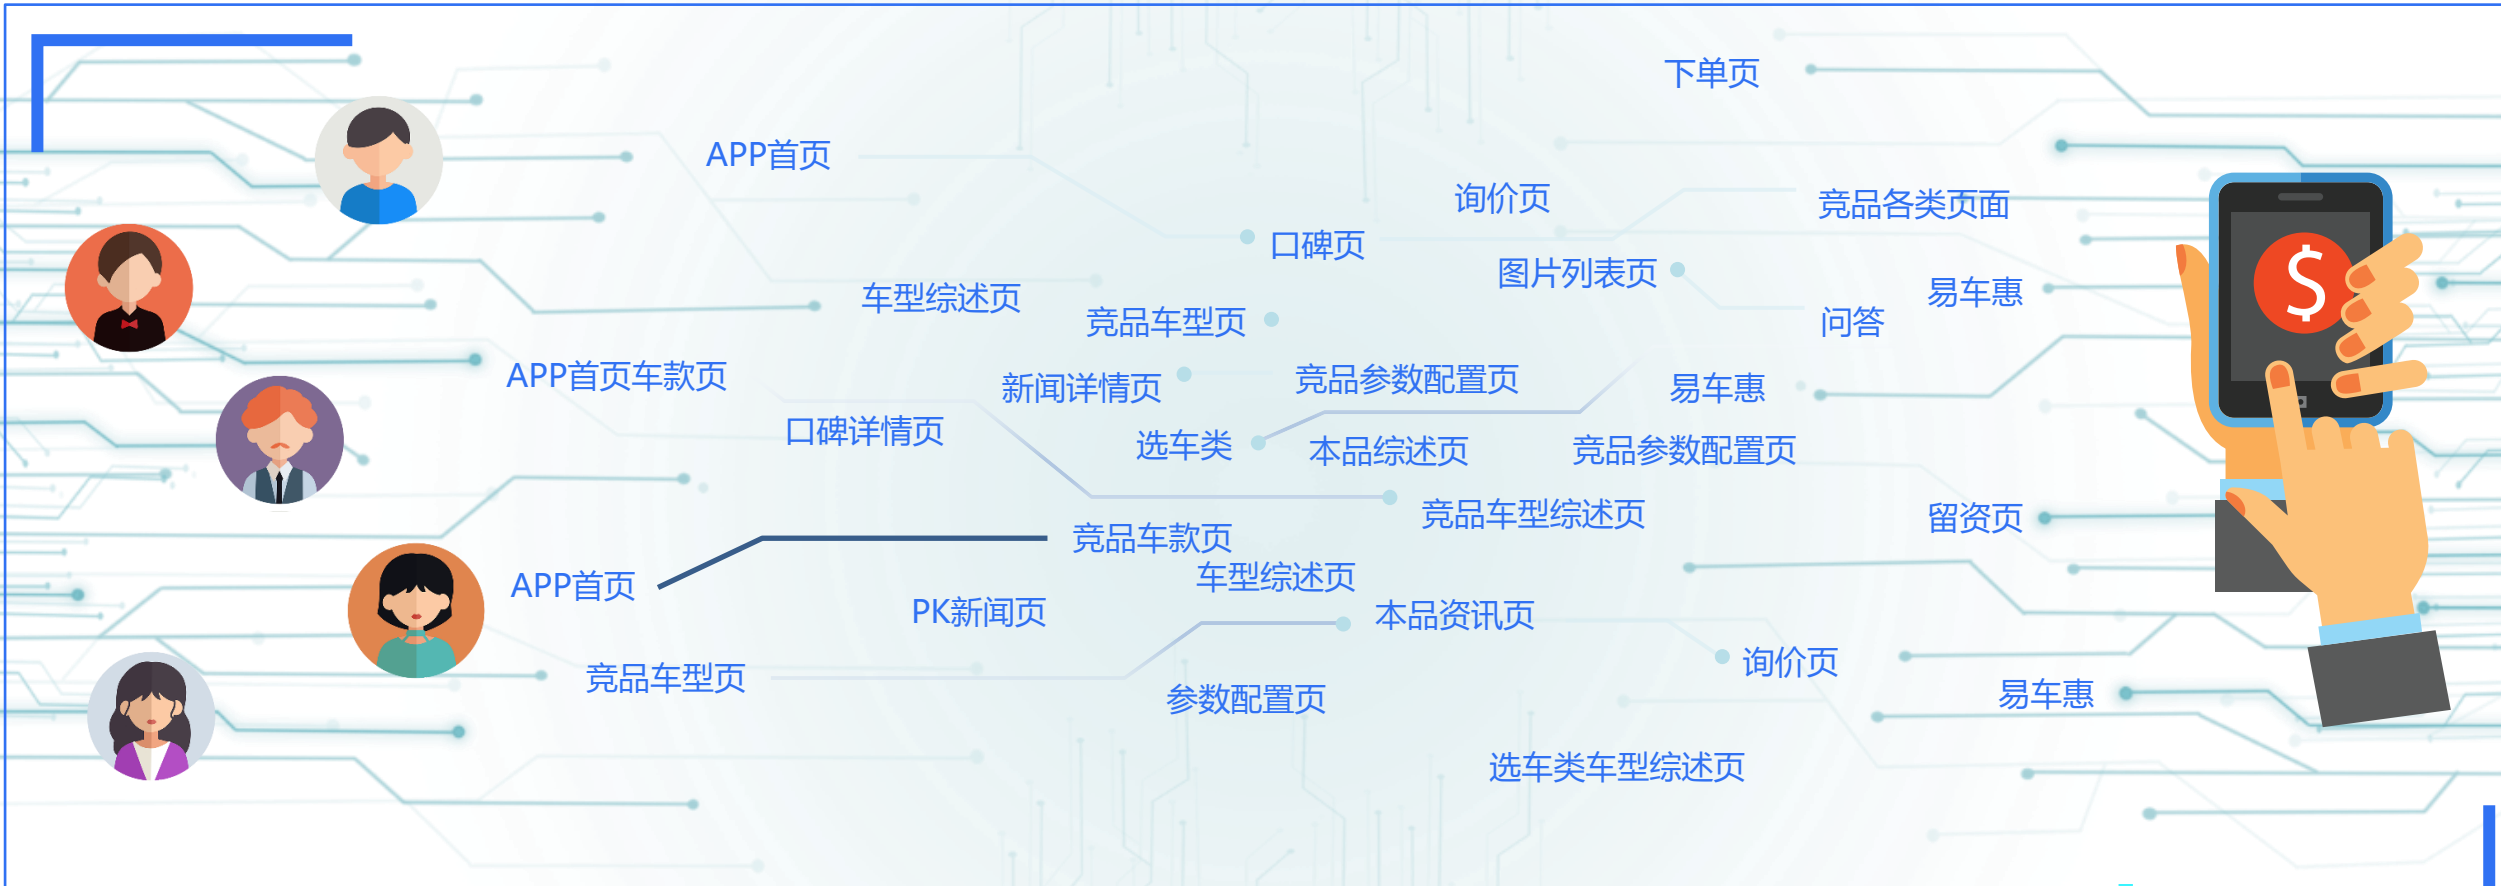 下单页
APP首页
询价页
竞品各类页面
口碑页
图片列表页
易车惠
车型综述页
竞品车型页
问答
APP首页车款页
新闻详情页
竞品参数配置页
易车惠
口碑详情页
选车类
本品综述页
竞品参数配置页
竞品车型综述页
留资页
竞品车款页
车型综述页
APP首页
PK新闻页
本品资讯页
竞品车型页
询价页
参数配置页
易车惠
选车类车型综述页
$